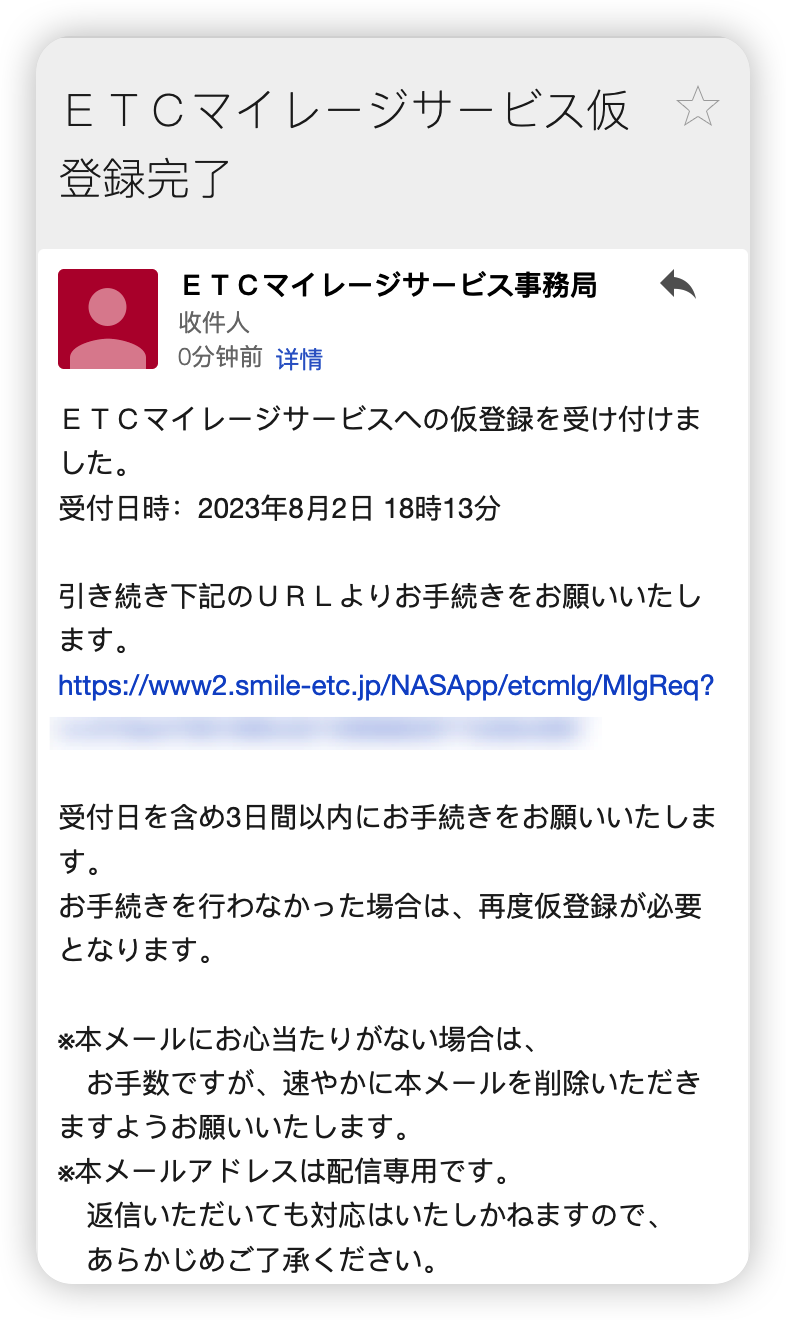 ＥＴＣマイレージサービス仮
登録完了
ＥＴＣマイレージサービス事務局
收件人
0分钟前 详情
ＥＴＣマイレージサービスへの仮登録を受け付けま
した。
受付日時：2023年8月2日 18時13分
引き続き下記のＵＲＬよりお手続きをお願いいたし
ます。
https://www2.smile-etc.jp/NASApp/etcmlg/MlgReq?
受付日を含め3日間以内にお手続きをお願いいたしま
す。
お手続きを行わなかった場合は、再度仮登録が必要
となります。
※本メールにお心当たりがない場合は、
　お手数ですが、速やかに本メールを削除いただき
ますようお願いいたします。
※本メールアドレスは配信専用です。
　返信いただいても対応はいたしかねますので、
　あらかじめご了承ください。